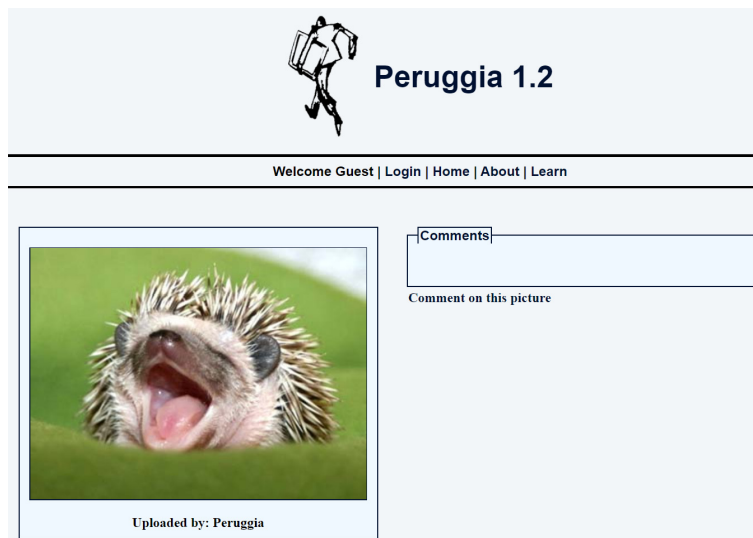 Peruggia 1.2
Welcome Guest | Login | Home | About | Learn
Comments
Comment on this picture
Uploaded by: Peruggia